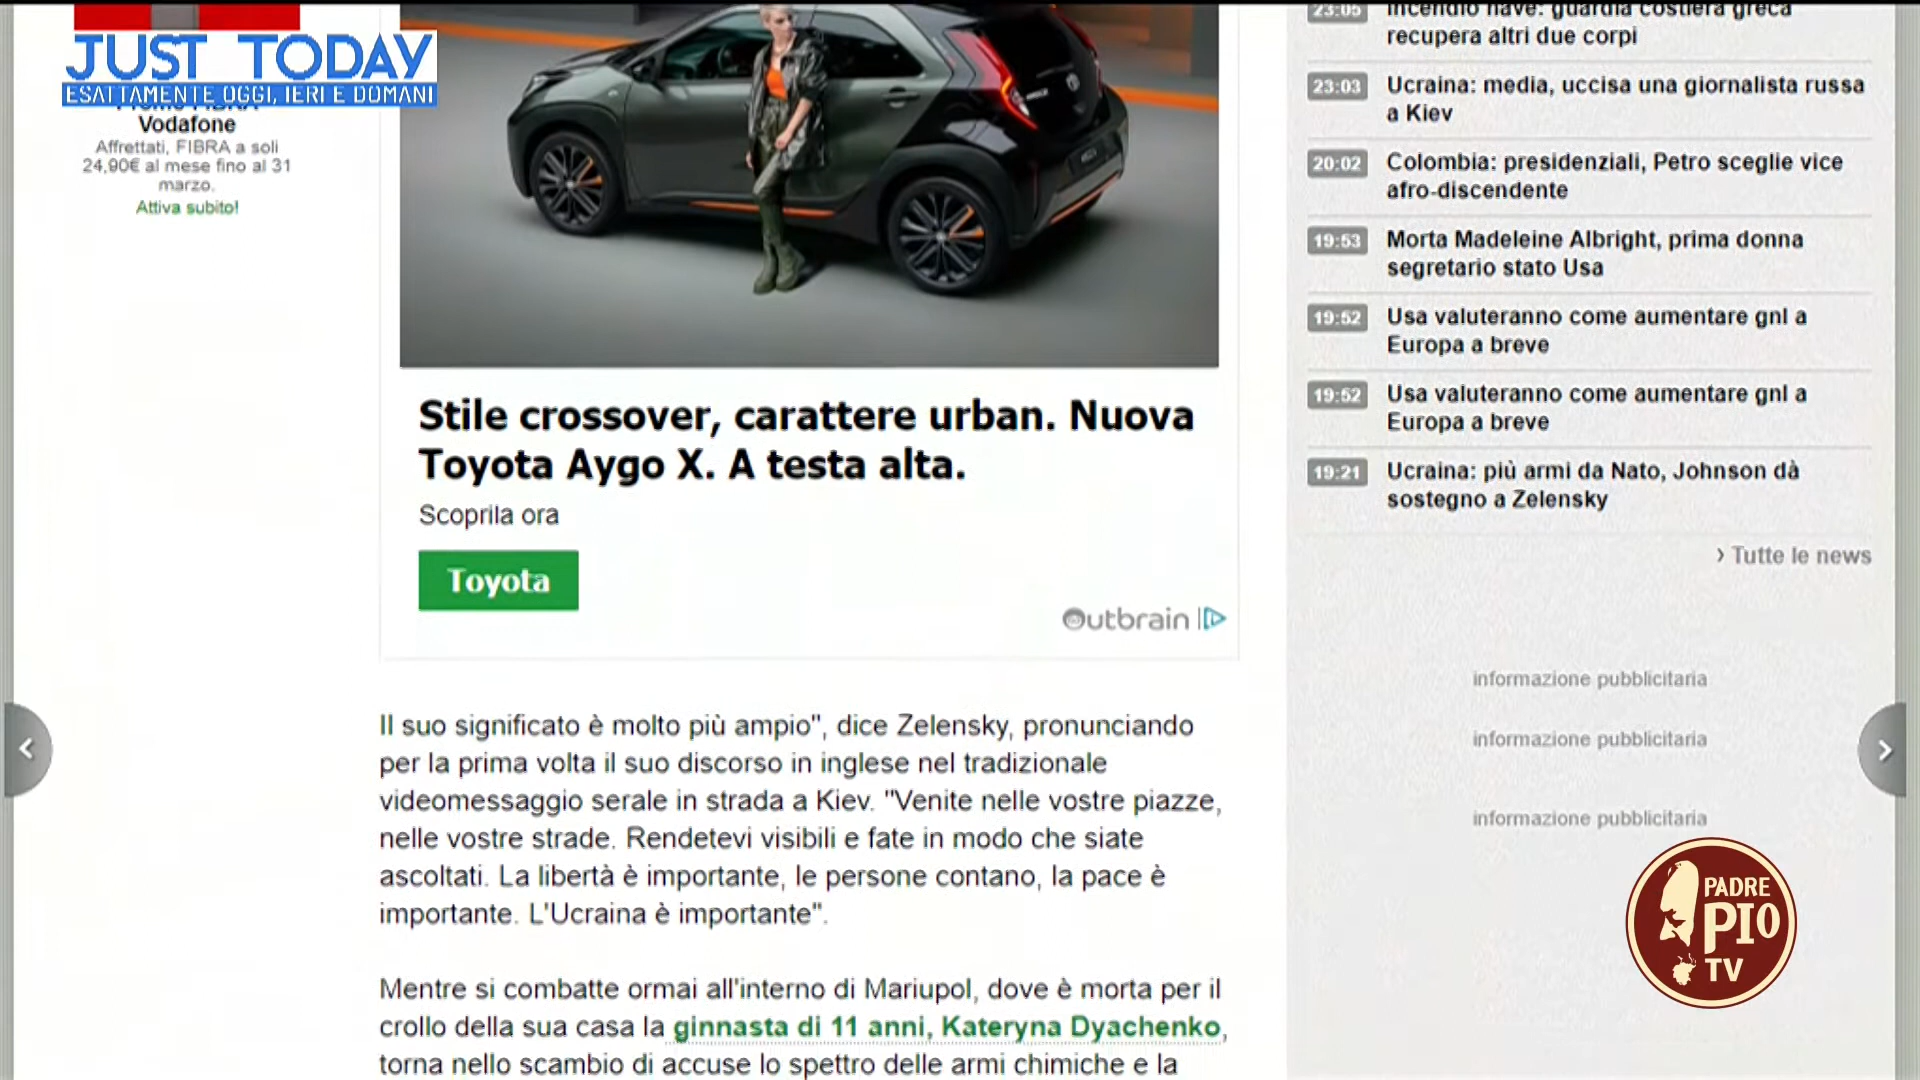 JUST TODAY
ESATTAMENTE OGGI, IERI E DOMANI
Vodafone
Affrettati, FIBRA a soli
24,90€ al mese fino al 31
marzo.
Attiva subito!
Stile crossover, carattere urban. Nuova
Toyota Aygo X. A testa alta.
Scoprila ora
Toyota
Outbrain
Il suo significato è molto più ampio", dice Zelensky, pronunciando
per la prima volta il suo discorso in inglese nel tradizionale
videomessaggio serale in strada a Kiev. "Venite nelle vostre piazze,
nelle vostre strade. Rendetevi visibili e fate in modo che siate
ascoltati. La libertà è importante, le persone contano, la pace è
importante. L'Ucraina è importante".
Mentre si combatte ormai all'interno di Mariupol, dove è morta per il
crollo della sua casa la ginnasta di 11 anni, Kateryna Dyachenko,
torna nello scambio di accuse lo spettro delle armi chimiche e la
23:05 Incendio nave: guardia costiera greca
recupera altri due corpi
23:03 Ucraina: media, uccisa una giornalista russa
a Kiev
20:02 Colombia: presidenziali, Petro sceglie vice
afro-discendente
19:53 Morta Madeleine Albright, prima donna
segretario stato Usa
19:52 Usa valuteranno come aumentare gnl a
Europa a breve
19:52 Usa valuteranno come aumentare gnl a
Europa a breve
19:21 Ucraina: più armi da Nato, Johnson dà
sostegno a Zelensky
› Tutte le news
informazione pubblicitaria
informazione pubblicitaria
informazione pubblicitaria
PADRE
PIO
TV